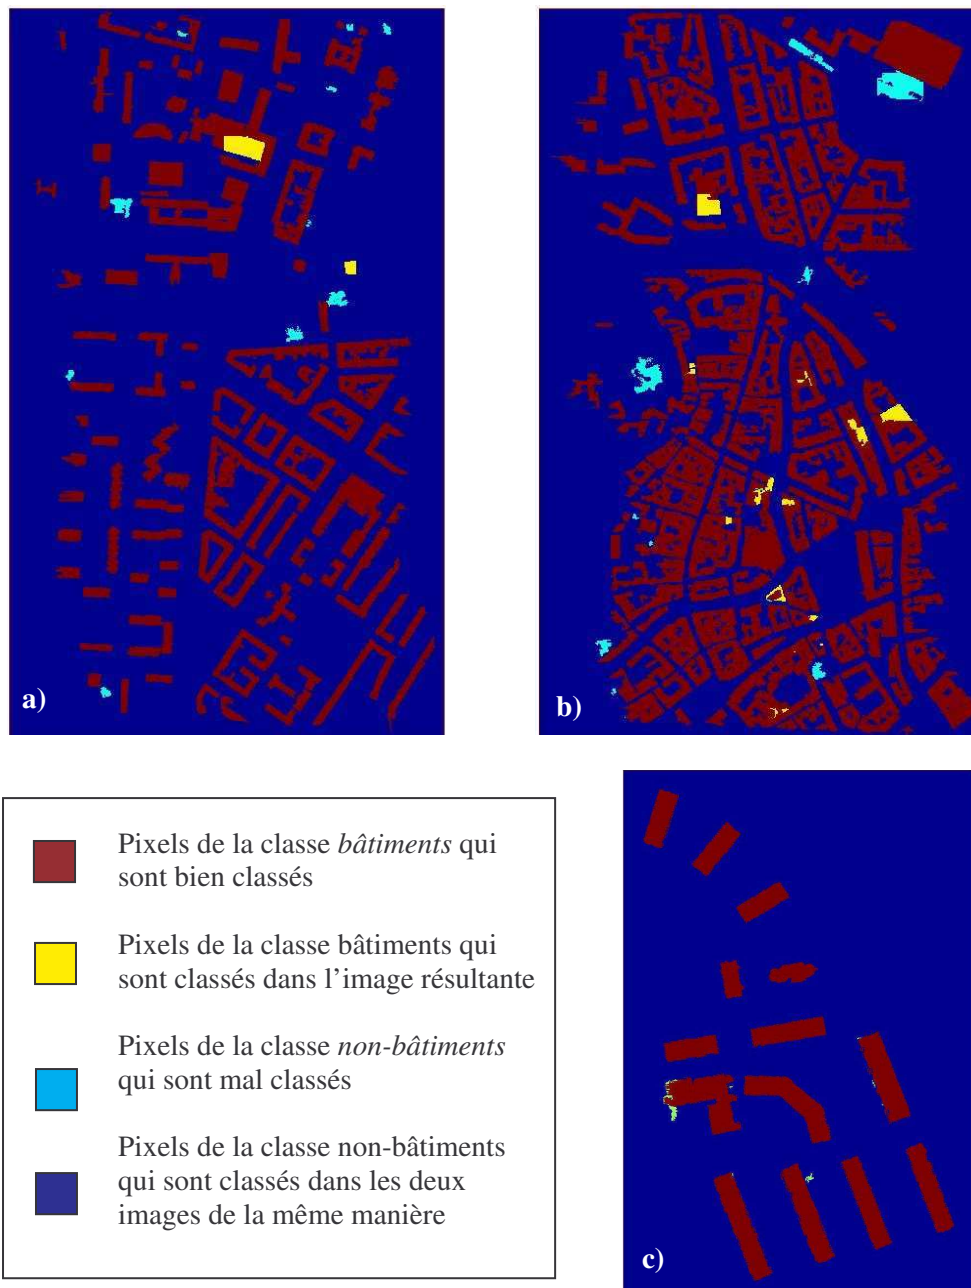 a)
b)
Pixels de la classe bâtiments qui
sont bien classés
Pixels de la classe bâtiments qui
sont classés dans l’image résultante
Pixels de la classe non-bâtiments
qui sont mal classés
Pixels de la classe non-bâtiments
qui sont classés dans les deux
images de la même manière
c)